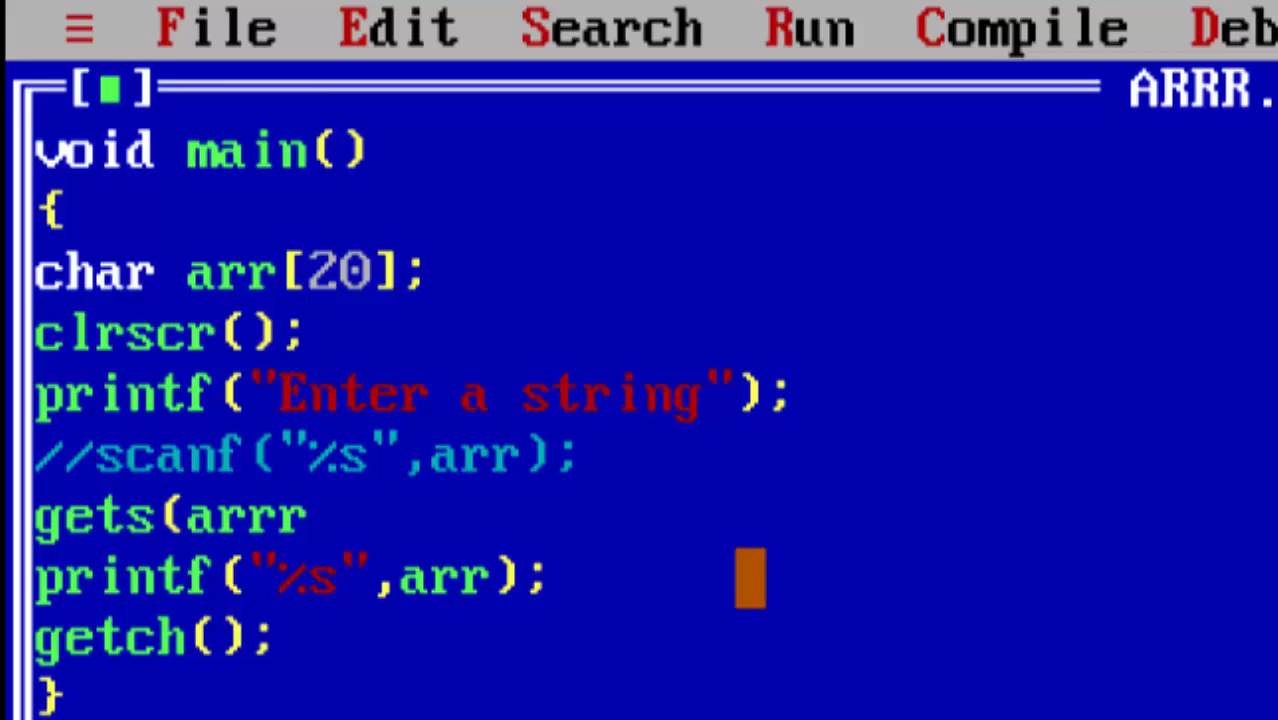 ≡ File Edit Search Run Compile Deb
[■] ARRR.
void main()
{
char arr[20];
clrscr();
printf("Enter a string");
//scanf("%s",arr);
gets(arrr
printf("%s",arr);
getch();
}